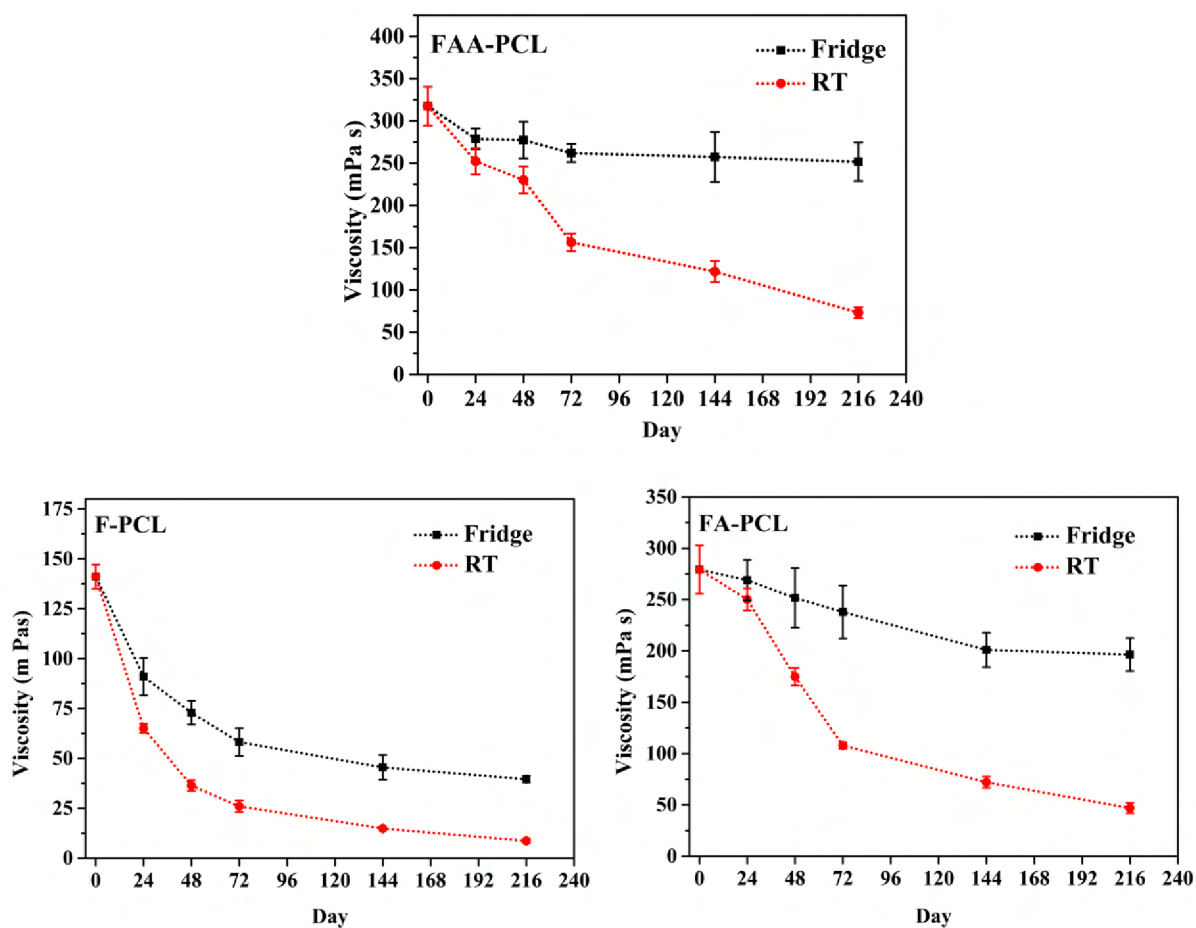 FAA-PCL
Fridge
RT
Viscosity (mPa s)
400
350
300
250
200
150
100
50
0
0 24 48 72 96 120 144 168 192 216 240
Day
F-PCL
Fridge
RT
Viscosity (m Pas)
175
150
125
100
75
50
25
0
0 24 48 72 96 120 144 168 192 216 240
Day
FA-PCL
Fridge
RT
Viscosity (mPa s)
350
300
250
200
150
100
50
0
0 24 48 72 96 120 144 168 192 216 240
Day